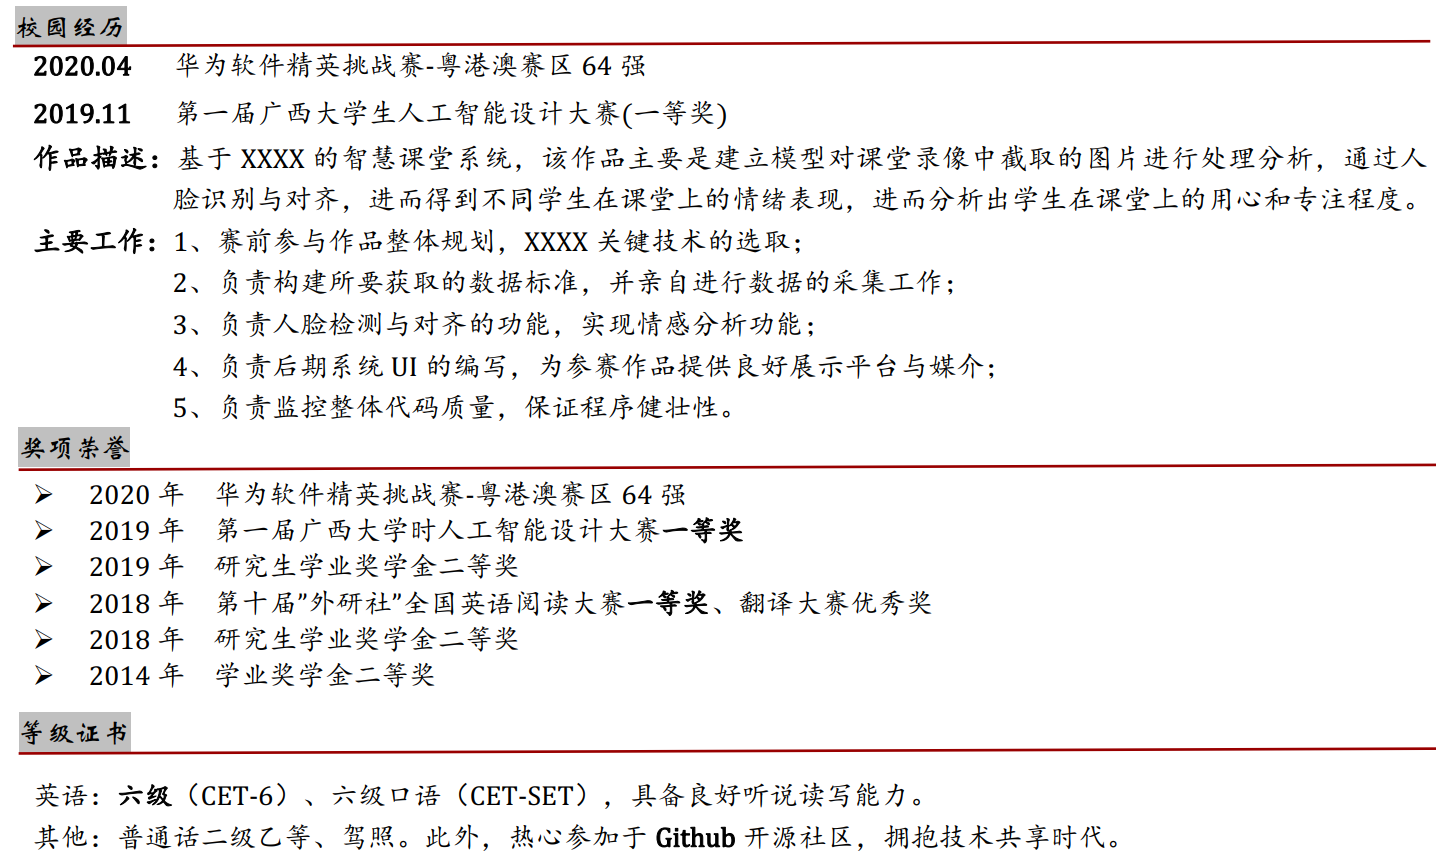 校园经历
2020.04 华为软件精英挑战赛-粤港澳赛区 64 强
2019.11 第一届广西大学生人工智能设计大赛(一等奖)
作品描述：基于 XXXX 的智慧课堂系统，该作品主要是建立模型对课堂录像中截取的图片进行处理分析，通过人
脸识别与对齐，进而得到不同学生在课堂上的情绪表现，进而分析出学生在课堂上的用心和专注程度。
主要工作：1、赛前参与作品整体规划，XXXX 关键技术的选取；
2、负责构建所要获取的数据标准，并亲自进行数据的采集工作；
3、负责人脸检测与对齐的功能，实现情感分析功能；
4、负责后期系统 UI 的编写，为参赛作品提供良好展示平台与媒介；
5、负责监控整体代码质量，保证程序健壮性。
奖项荣誉
➢ 2020 年 华为软件精英挑战赛-粤港澳赛区 64 强
➢ 2019 年 第一届广西大学时人工智能设计大赛一等奖
➢ 2019 年 研究生学业奖学金二等奖
➢ 2018 年 第十届”外研社”全国英语阅读大赛一等奖、翻译大赛优秀奖
➢ 2018 年 研究生学业奖学金二等奖
➢ 2014 年 学业奖学金二等奖
等级证书
英语：六级（CET-6）、六级口语（CET-SET），具备良好听说读写能力。
其他：普通话二级乙等、驾照。此外，热心参加于 Github 开源社区，拥抱技术共享时代。